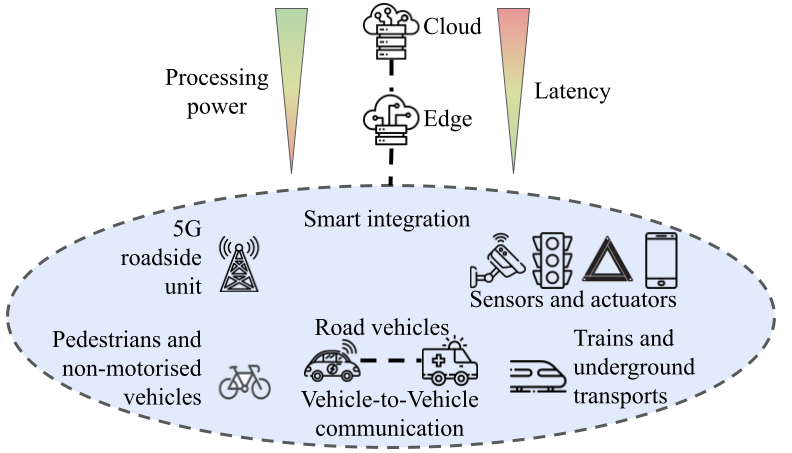 Cloud
Processing
power
Latency
Edge
Smart integration
5G
roadside
unit
Sensors and actuators
Pedestrians and
non-motorised
vehicles
Road vehicles
Vehicle-to-Vehicle
communication
Trains and
underground
transports